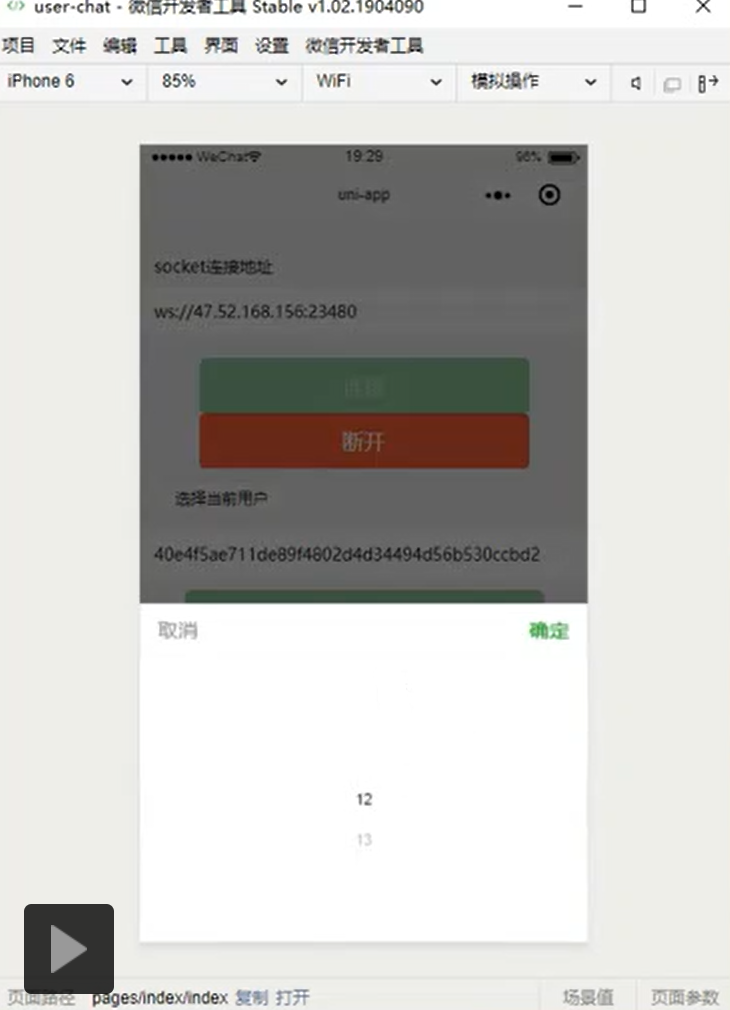 user-chat - 微信开发者工具 Stable v1.02.1904090
项目 文件 编辑 工具 界面 设置 微信开发者工具
iPhone 6 85% WiFi 模拟操作
WeChat 19:29 96%
uni-app
socket连接地址
ws://47.52.168.156:23480
连接
断开
选择当前用户
40e4f5ae711de89f4802d4d34494d56b530ccbd2
取消 确定
12
13
页面路径 pages/index/index 复制 打开 场景值 页面参数